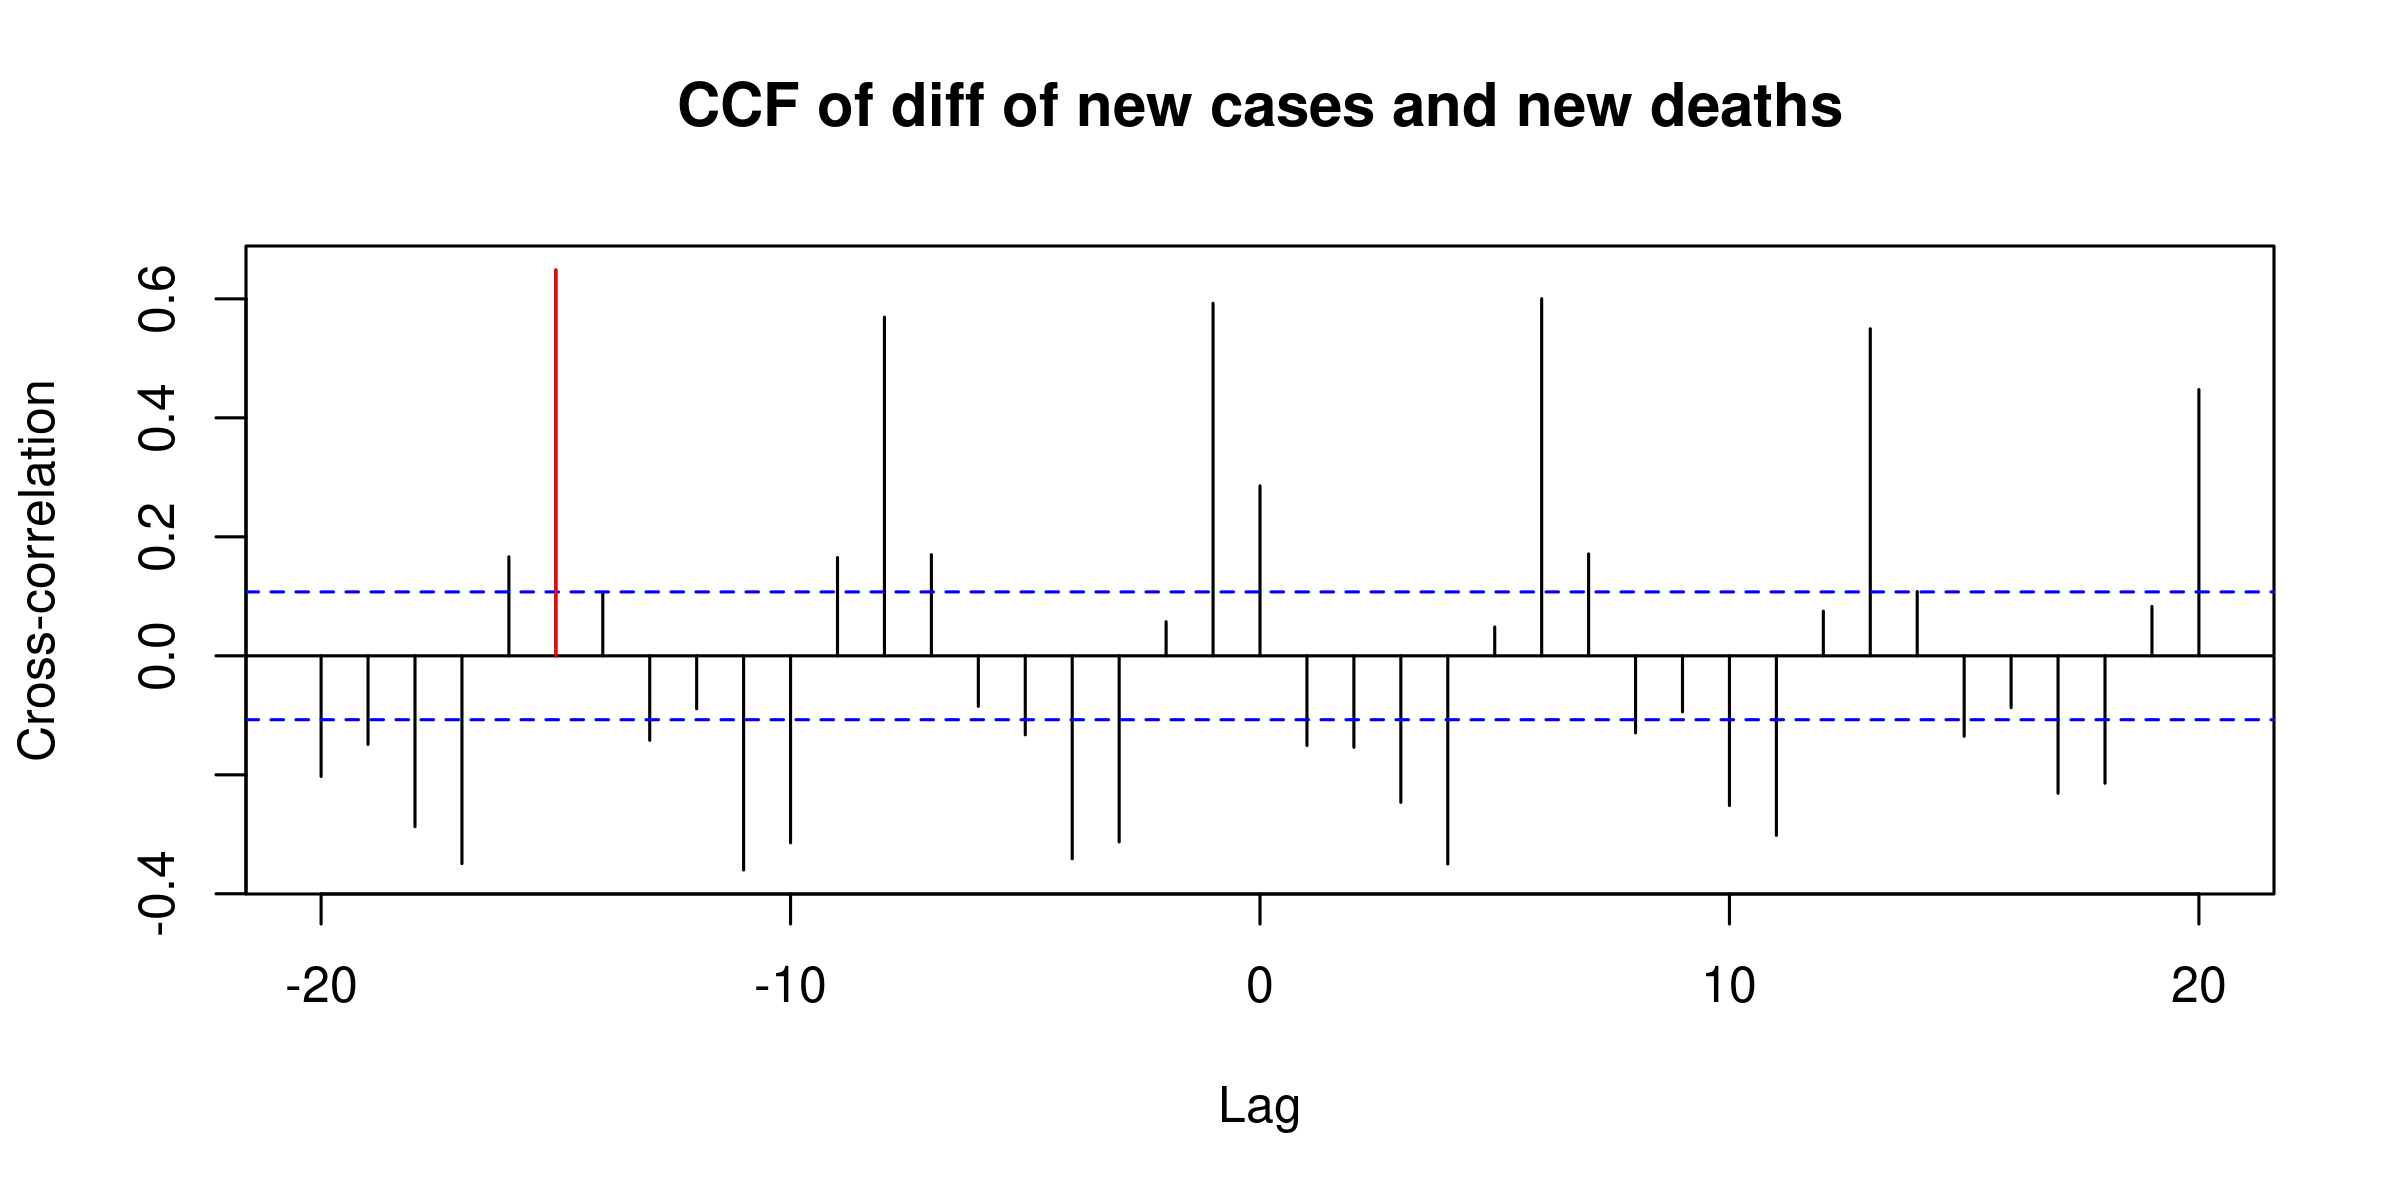 CCF of diff of new cases and new deaths
Cross-correlation
0.6
0.4
0.2
0.0
-0.4
-20 -10 0 10 20
Lag